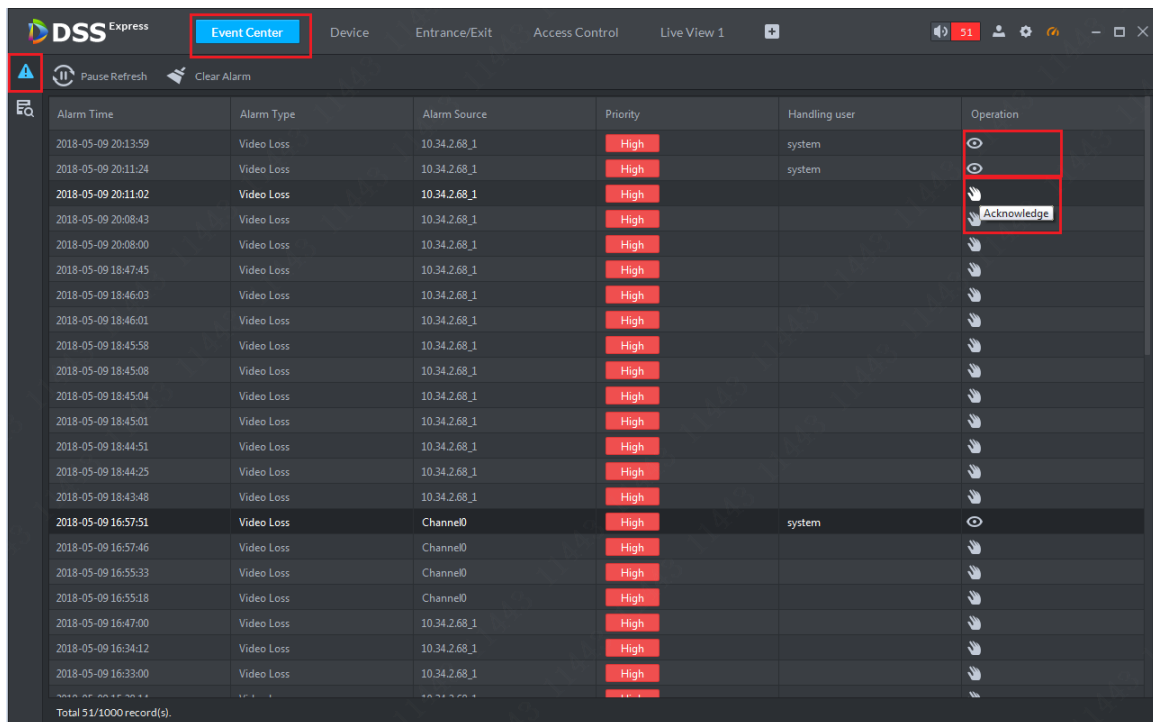 DSS Express Event Center Device Entrance/Exit Access Control Live View 1 51
Pause Refresh Clear Alarm
Alarm Time Alarm Type Alarm Source Priority Handling user Operation
2018-05-09 20:13:59 Video Loss 10.34.2.68_1 High system
2018-05-09 20:11:24 Video Loss 10.34.2.68_1 High system
2018-05-09 20:11:02 Video Loss 10.34.2.68_1 High
Acknowledge
2018-05-09 20:08:43 Video Loss 10.34.2.68_1 High
2018-05-09 20:08:00 Video Loss 10.34.2.68_1 High
2018-05-09 18:47:45 Video Loss 10.34.2.68_1 High
2018-05-09 18:46:03 Video Loss 10.34.2.68_1 High
2018-05-09 18:46:01 Video Loss 10.34.2.68_1 High
2018-05-09 18:45:58 Video Loss 10.34.2.68_1 High
2018-05-09 18:45:08 Video Loss 10.34.2.68_1 High
2018-05-09 18:45:04 Video Loss 10.34.2.68_1 High
2018-05-09 18:45:01 Video Loss 10.34.2.68_1 High
2018-05-09 18:44:51 Video Loss 10.34.2.68_1 High
2018-05-09 18:44:25 Video Loss 10.34.2.68_1 High
2018-05-09 18:43:48 Video Loss 10.34.2.68_1 High
2018-05-09 16:57:51 Video Loss Channel0 High system
2018-05-09 16:57:46 Video Loss Channel0 High
2018-05-09 16:55:33 Video Loss Channel0 High
2018-05-09 16:55:18 Video Loss Channel0 High
2018-05-09 16:47:00 Video Loss 10.34.2.68_1 High
2018-05-09 16:34:12 Video Loss 10.34.2.68_1 High
2018-05-09 16:33:00 Video Loss 10.34.2.68_1 High
Total 51/1000 record(s).